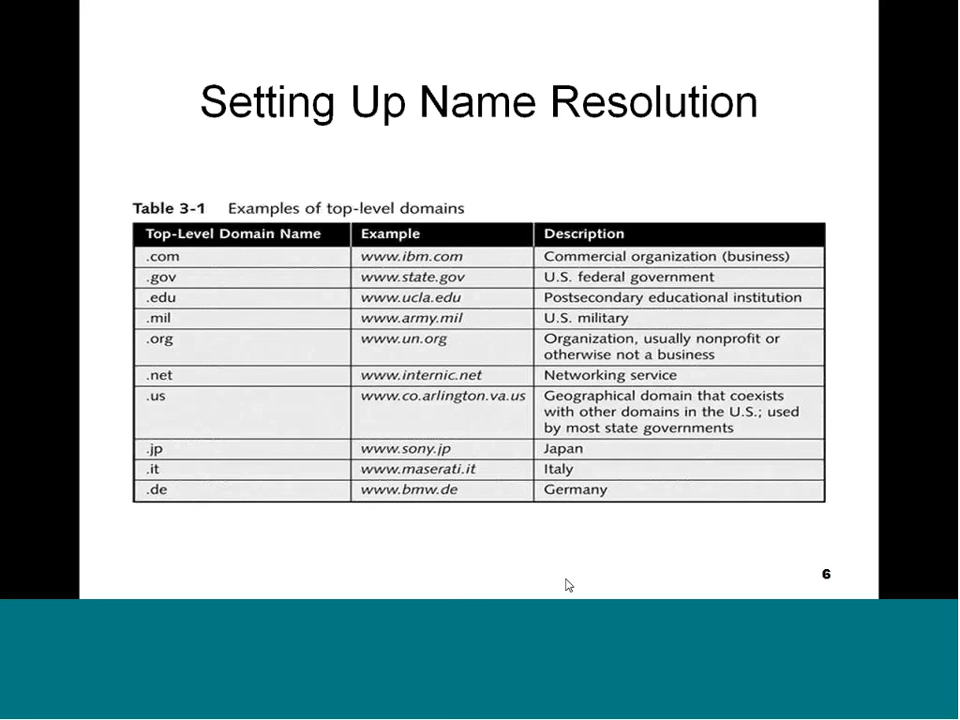 Setting Up Name Resolution
Table 3-1 Examples of top-level domains
Top-Level Domain Name Example Description
.com www.ibm.com Commercial organization (business)
.gov www.state.gov U.S. federal government
.edu www.ucla.edu Postsecondary educational institution
.mil www.army.mil U.S. military
.org www.un.org Organization, usually nonprofit or
otherwise not a business
.net www.internic.net Networking service
.us www.co.arlington.va.us Geographical domain that coexists
with other domains in the U.S.; used
by most state governments
.jp www.sony.jp Japan
.it www.maserati.it Italy
.de www.bmw.de Germany
6